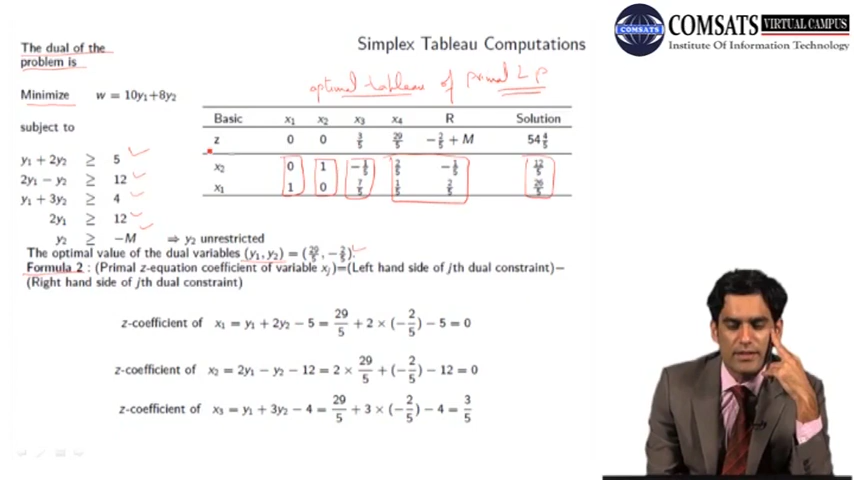 COMSATS VIRTUAL CAMPUS
Institute Of Information Technology
Simplex Tableau Computations
The dual of the
problem is
Minimize w = 10y₁+8y₂
subject to
y₁ + 2y₂ ≥ 5
2y₁ − y₂ ≥ 12
y₁ + 3y₂ ≥ 4
2y₁ ≥ 12
y₂ ≥ −M ⇒ y₂ unrestricted
optimal tableau of primal LP
Basic x₁ x₂ x₃ x₄ R Solution
z 0 0 3/5 29/5 −2/5 + M 54 4/5
x₂ 0 1 −1/5 2/5 −1/5 12/5
x₁ 1 0 7/5 1/5 2/5 26/5
The optimal value of the dual variables (y₁, y₂) = (29/5, −2/5).
Formula 2 : (Primal z-equation coefficient of variable xⱼ)=(Left hand side of jth dual constraint)−
(Right hand side of jth dual constraint)
z-coefficient of x₁ = y₁ + 2y₂ − 5 = 29/5 + 2 × (−2/5) − 5 = 0
z-coefficient of x₂ = 2y₁ − y₂ − 12 = 2 × 29/5 + (−2/5) − 12 = 0
z-coefficient of x₃ = y₁ + 3y₂ − 4 = 29/5 + 3 × (−2/5) − 4 = 3/5